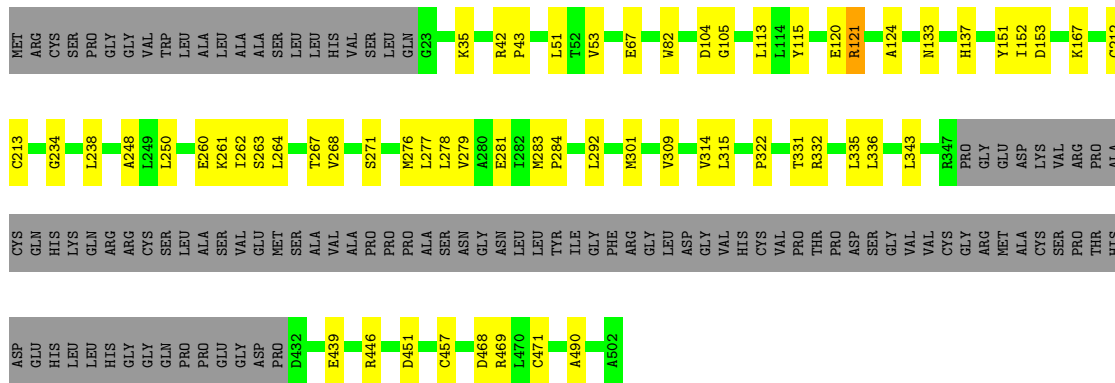 MET ARG CYS SER PRO GLY GLY VAL TRP LEU ALA LEU ALA ALA SER LEU LEU HIS VAL SER LEU GLN G23 K35 R42 P43 L51 T52 V53 E67 W82 D104 G105 L113 L114 Y115 E120 R121 A124 N133 H137 Y151 I152 D153 K167 C212
C213 G234 L238 A248 L249 L250 E260 K261 I262 S263 L264 T267 V268 S271 M276 L277 L278 V279 A280 E281 I282 M283 P284 L292 M301 V309 V314 L315 P322 T331 R332 L335 L336 L343 R347 PRO GLY GLU ASP LYS VAL ARG PRO ALA
CYS GLN HIS LYS GLN ARG ARG CYS SER LEU ALA SER VAL GLU MET SER ALA VAL ALA PRO PRO PRO ALA SER ASN GLY ASN LEU LEU TYR ILE GLY PHE ARG GLY LEU ASP GLY VAL HIS CYS VAL PRO THR PRO ASP SER GLY VAL VAL CYS GLY ARG MET ALA CYS SER PRO THR HIS
ASP GLU HIS LEU LEU HIS GLY GLY GLN PRO PRO GLU GLY ASP PRO D432 E439 R446 D451 C457 D468 R469 L470 C471 A490 A502